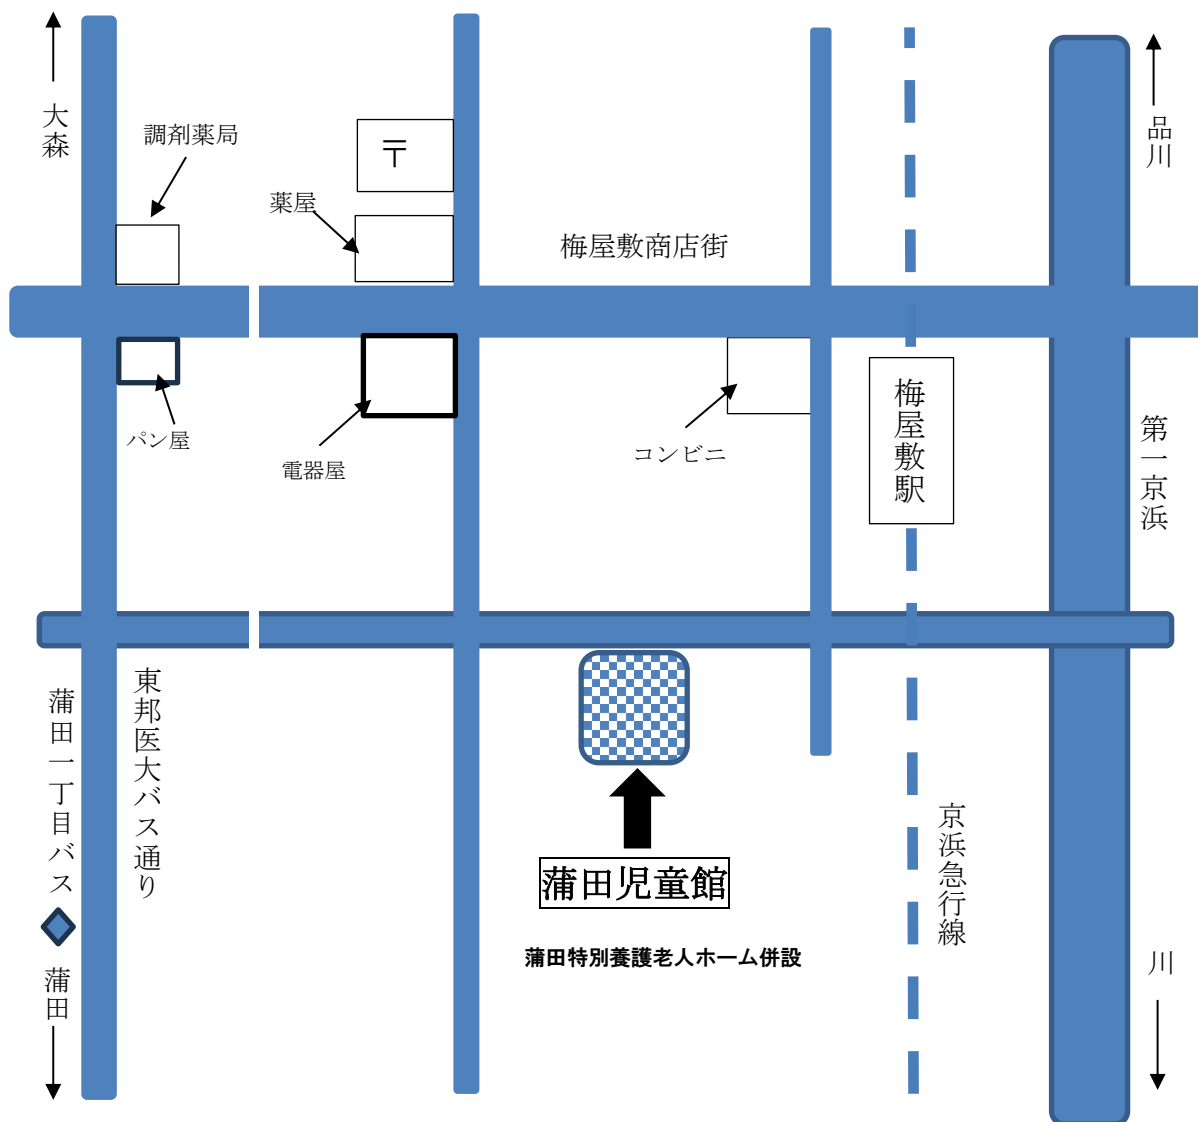 大森
品川
調剤薬局
〒
薬屋
梅屋敷商店街
パン屋
電器屋
コンビニ
梅屋敷駅
第一京浜
蒲田一丁目バス
東邦医大バス通り
京浜急行線
蒲田児童館
蒲田特別養護老人ホーム併設
蒲田
川